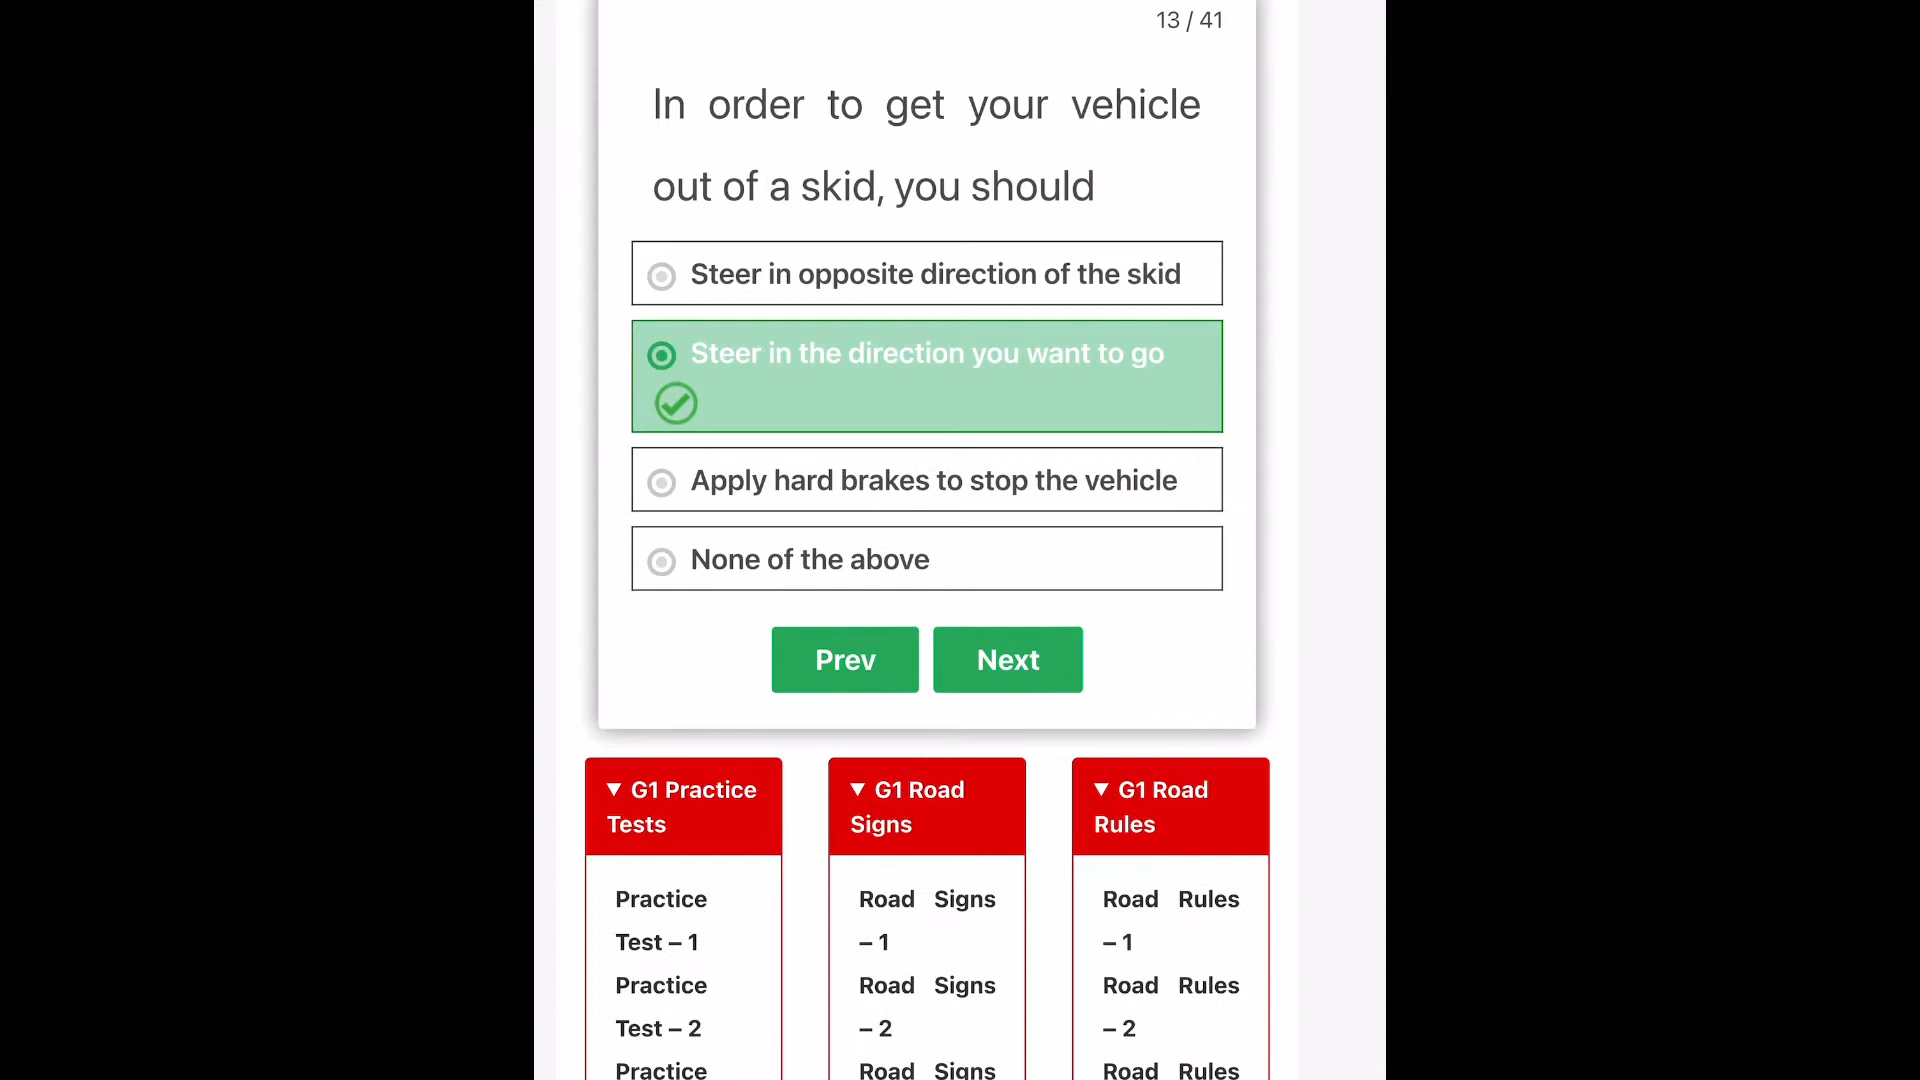 13 / 41
In order to get your vehicle
out of a skid, you should
Steer in opposite direction of the skid
Steer in the direction you want to go
Apply hard brakes to stop the vehicle
None of the above
Prev
Next
▼ G1 Practice
Tests
Practice
Test – 1
Practice
Test – 2
Practice
▼ G1 Road
Signs
Road Signs
– 1
Road Signs
– 2
Road Signs
▼ G1 Road
Rules
Road Rules
– 1
Road Rules
– 2
Road Rules